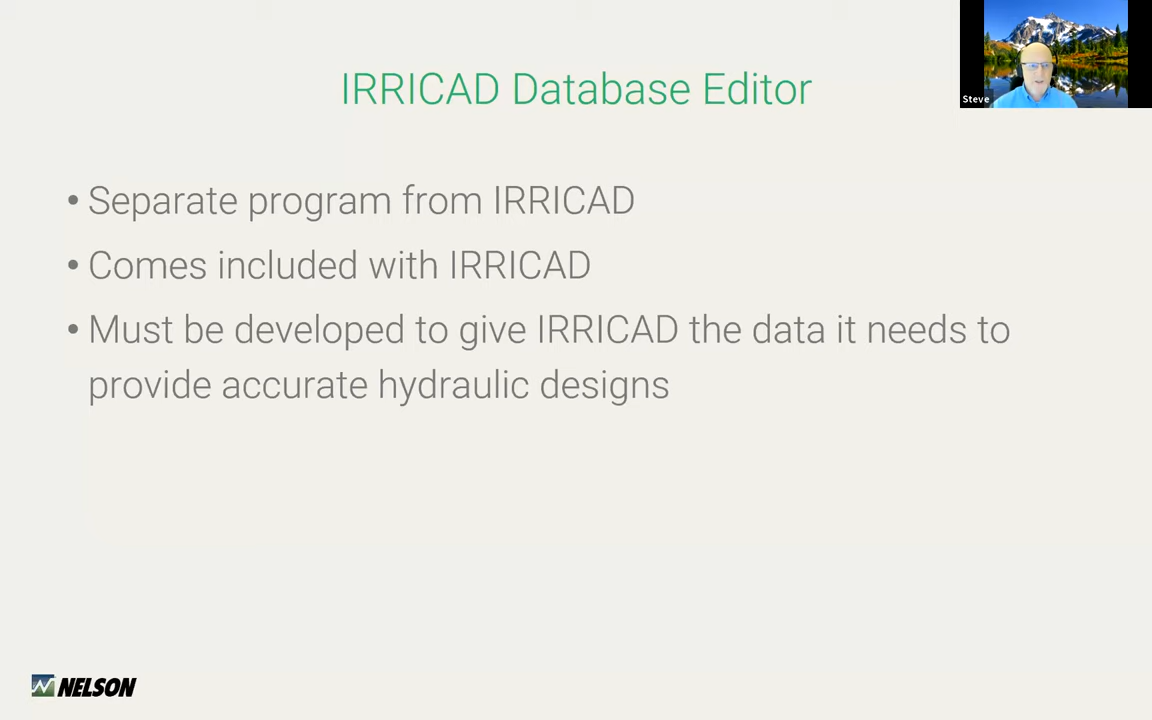 IRRICAD Database Editor
Steve
• Separate program from IRRICAD
• Comes included with IRRICAD
• Must be developed to give IRRICAD the data it needs to
provide accurate hydraulic designs
NELSON